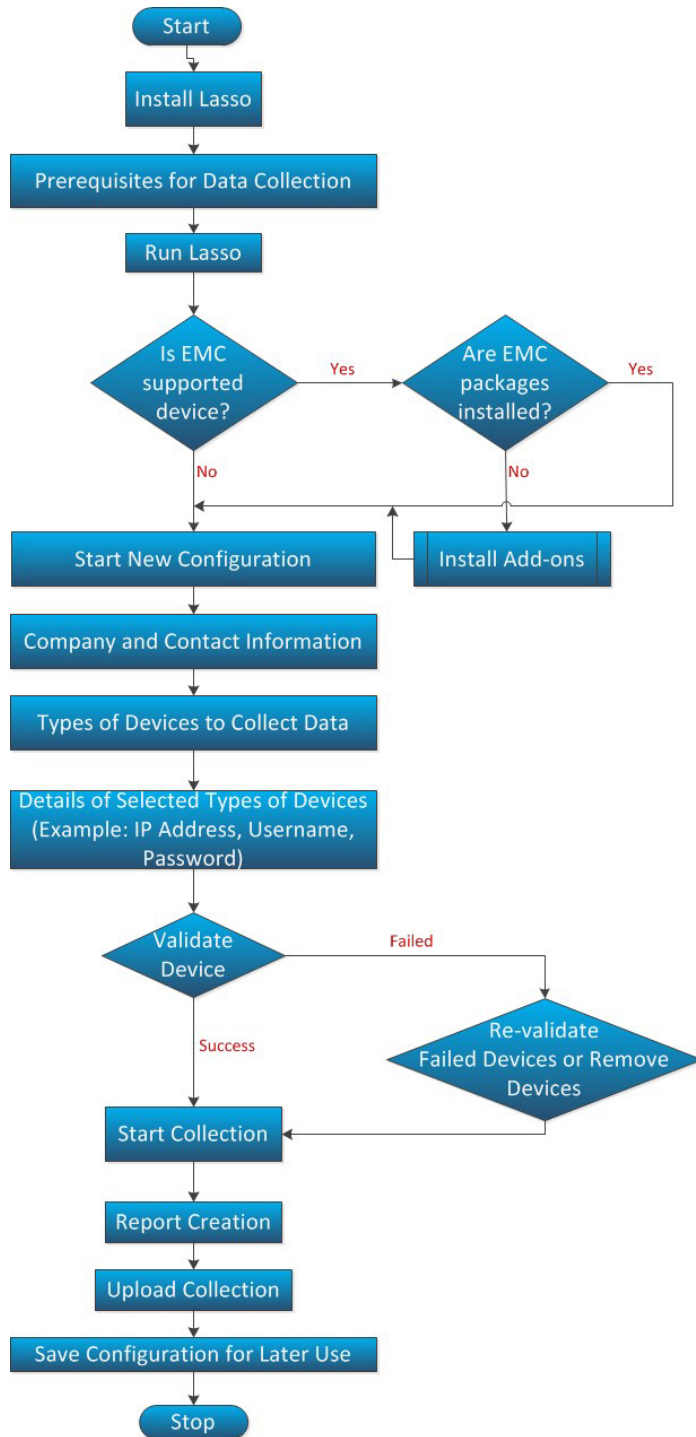 Start
Install Lasso
Prerequisites for Data Collection
Run Lasso
Is EMC
supported
device?
Yes
Are EMC
packages
installed?
Yes
No
No
Start New Configuration
Install Add-ons
Company and Contact Information
Types of Devices to Collect Data
Details of Selected Types of Devices
(Example: IP Address, Username,
Password)
Validate
Device
Failed
Success
Re-validate
Failed Devices or Remove
Devices
Start Collection
Report Creation
Upload Collection
Save Configuration for Later Use
Stop